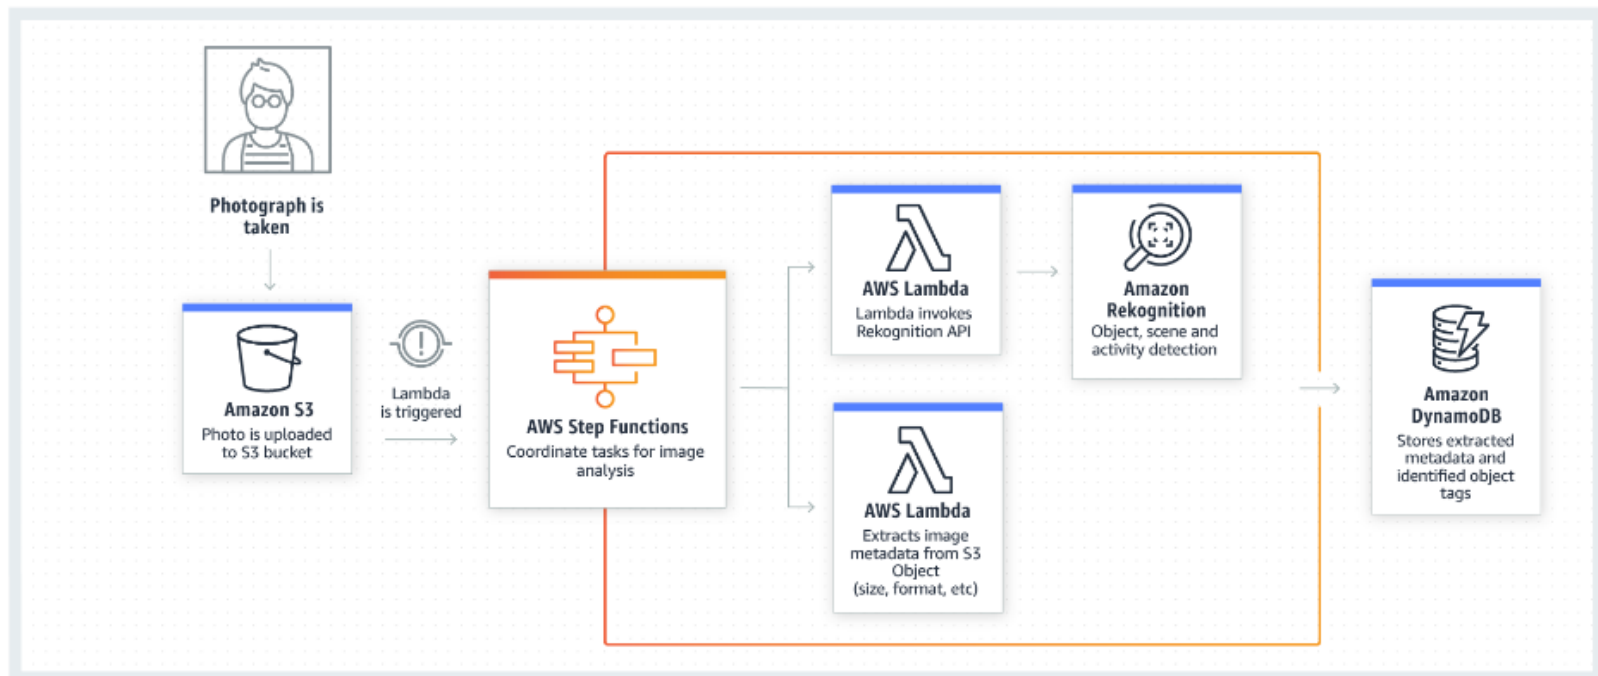 Photograph is
taken
Amazon S3
Photo is uploaded
to S3 bucket
Lambda
is triggered
AWS Step Functions
Coordinate tasks for image
analysis
AWS Lambda
Lambda invokes
Rekognition API
Amazon
Rekognition
Object, scene and
activity detection
AWS Lambda
Extracts image
metadata from S3
Object
(size, format, etc)
Amazon
DynamoDB
Stores extracted
metadata and
identified object
tags